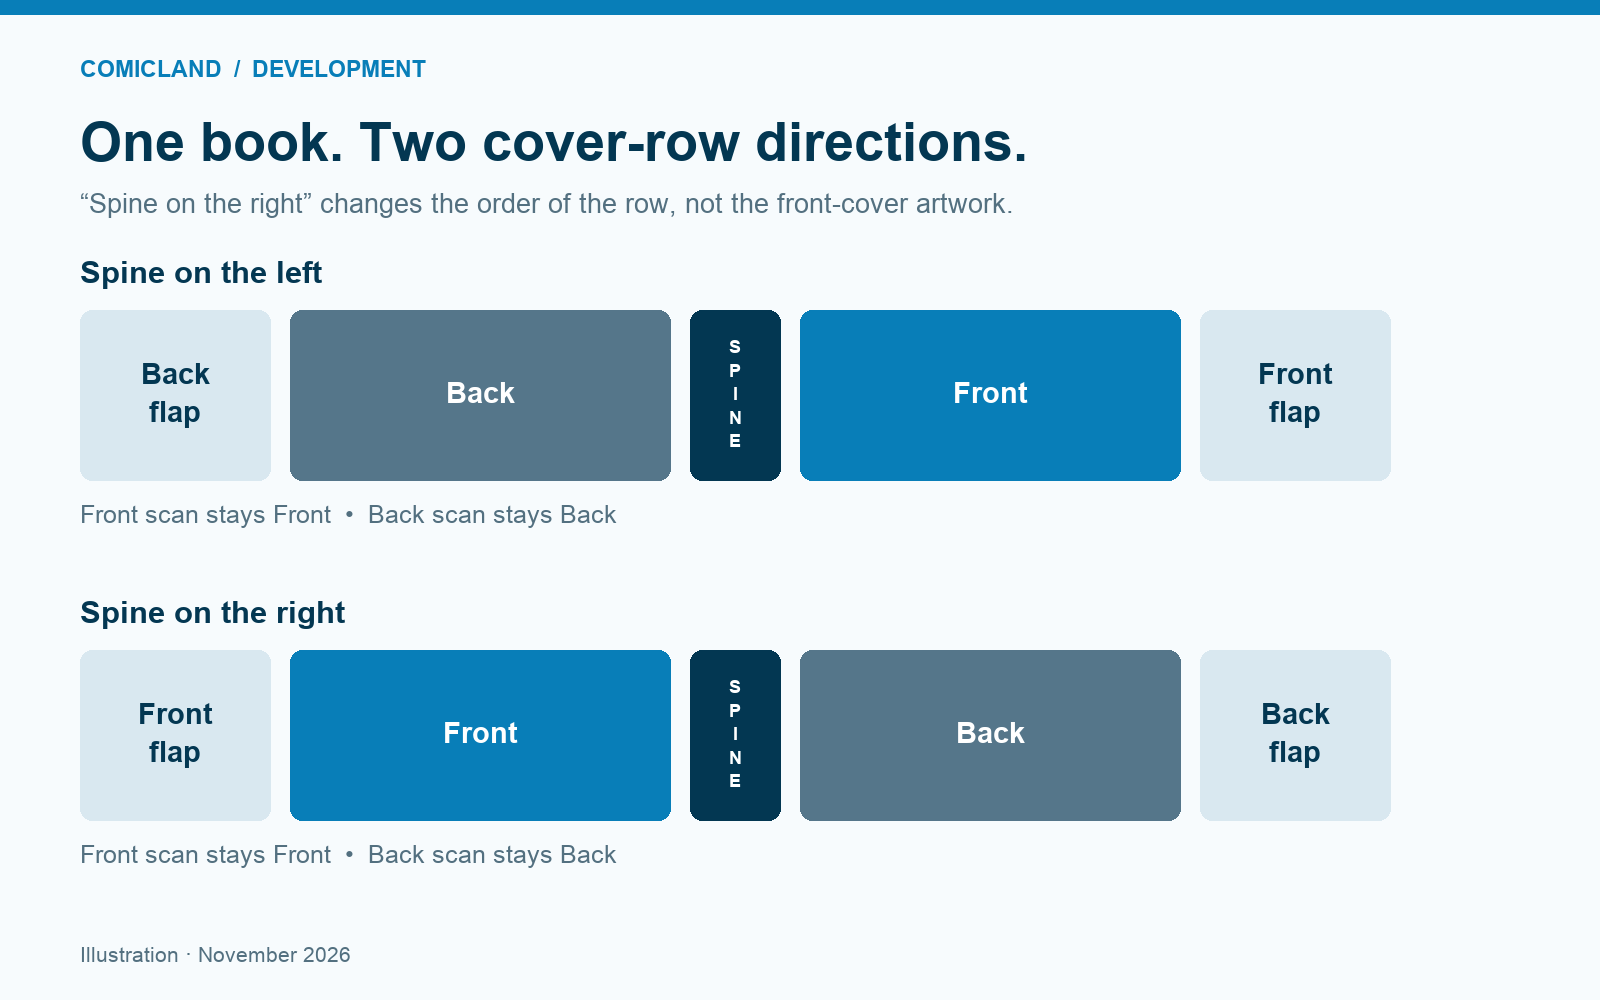 COMICLAND / DEVELOPMENT
One book. Two cover-row directions.
“Spine on the right” changes the order of the row, not the front-cover artwork.
Spine on the left
Back
flap
Back
SPINE
Front
Front
flap
Front scan stays Front • Back scan stays Back
Spine on the right
Front
flap
Front
SPINE
Back
Back
flap
Front scan stays Front • Back scan stays Back
Illustration · November 2026